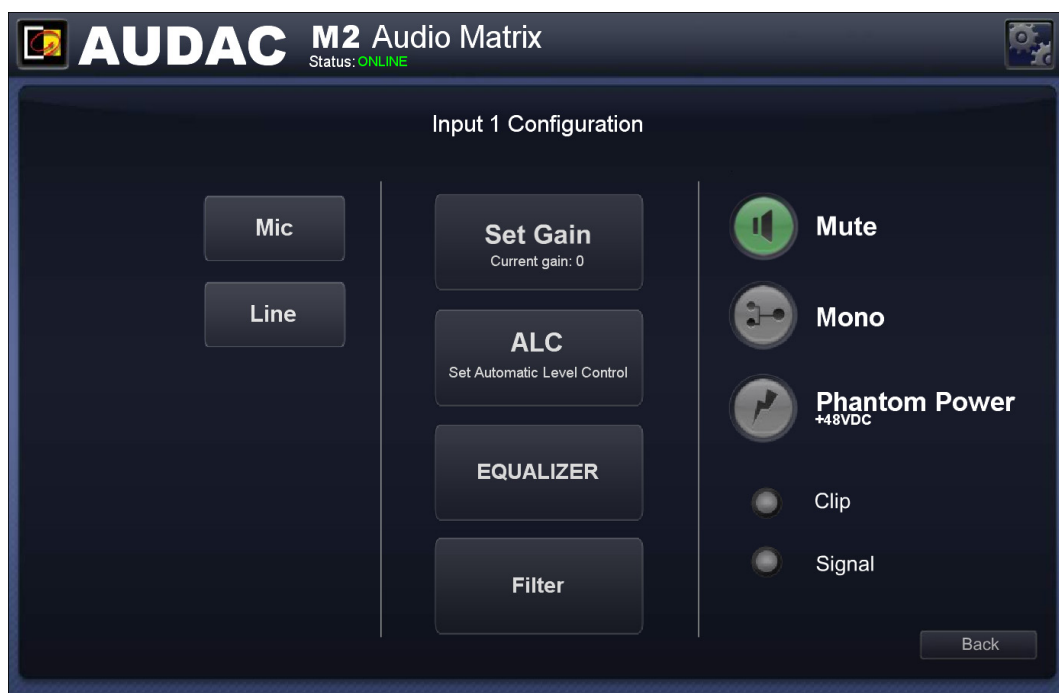 AUDAC
M2 Audio Matrix
Status: ONLINE
Input 1 Configuration
Mic
Line
Set Gain
Current gain: 0
ALC
Set Automatic Level Control
EQUALIZER
Filter
Mute
Mono
Phantom Power
+48VDC
Clip
Signal
Back